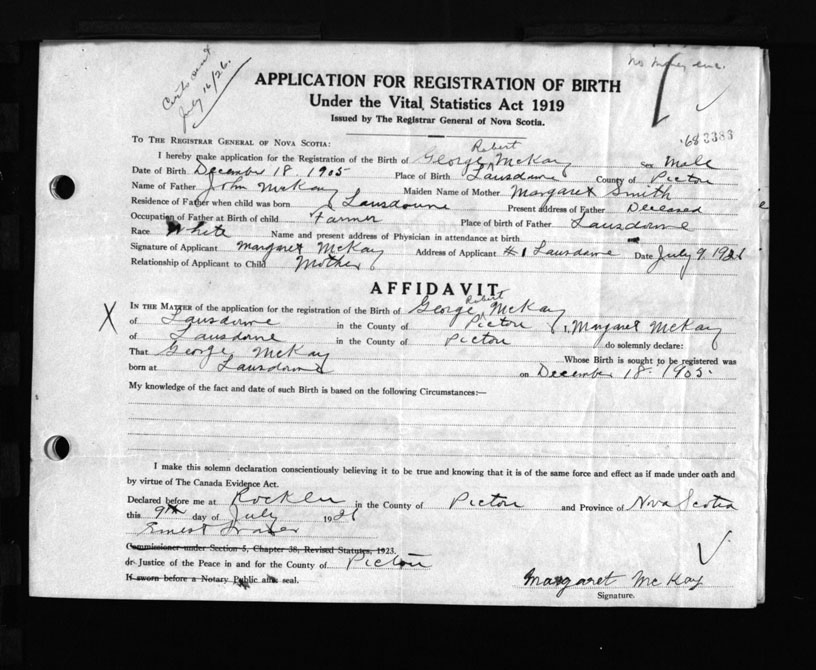 Cert. sent
July 16/26.
no money enc.
APPLICATION FOR REGISTRATION OF BIRTH
Under the Vital Statistics Act 1919
Issued by The Registrar General of Nova Scotia.
To The Registrar General of Nova Scotia:
Robert
I hereby make application for the Registration of the Birth of George ^ McKay Sex Male
Date of Birth December 18. 1905 Place of Birth Lansdowne County of Pictou
Name of Father John McKay Maiden Name of Mother Margaret Smith
Residence of Father when child was born Lansdowne Present address of Father Deceased
Occupation of Father at Birth of child Farmer Place of birth of Father Lansdowne
Race White Name and present address of Physician in attendance at birth
Signature of Applicant Margaret McKay Address of Applicant # 1 Lansdowne Date July 9. 1926
Relationship of Applicant to Child Mother
AFFIDAVIT
Robert
In the Matter of the application for the registration of the Birth of George ^ McKay
X of Lansdowne in the County of Pictou I, Margaret McKay
of Lansdowne in the County of Pictou do solemnly declare:
That George McKay Whose Birth is sought to be registered was
born at Lansdowne on December 18. 1905.
My knowledge of the fact and date of such Birth is based on the following Circumstances:—
I make this solemn declaration conscientiously believing it to be true and knowing that it is of the same force and effect as if made under oath and
by virtue of The Canada Evidence Act.
Declared before me at in the County of Pictou and Province of Nova Scotia
this 9th day of July 1926
Ernest Fraser
Commissioner under Section 5, Chapter 38, Revised Statutes, 1923.
or Justice of the Peace in and for the County of Pictou
If sworn before a Notary Public affix seal.
Margaret McKay
Signature.